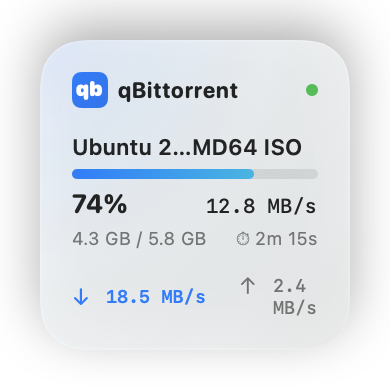 qb qBittorrent
Ubuntu 2...MD64 ISO
74% 12.8 MB/s
4.3 GB / 5.8 GB ⏱ 2m 15s
↓ 18.5 MB/s ↑ 2.4
MB/s